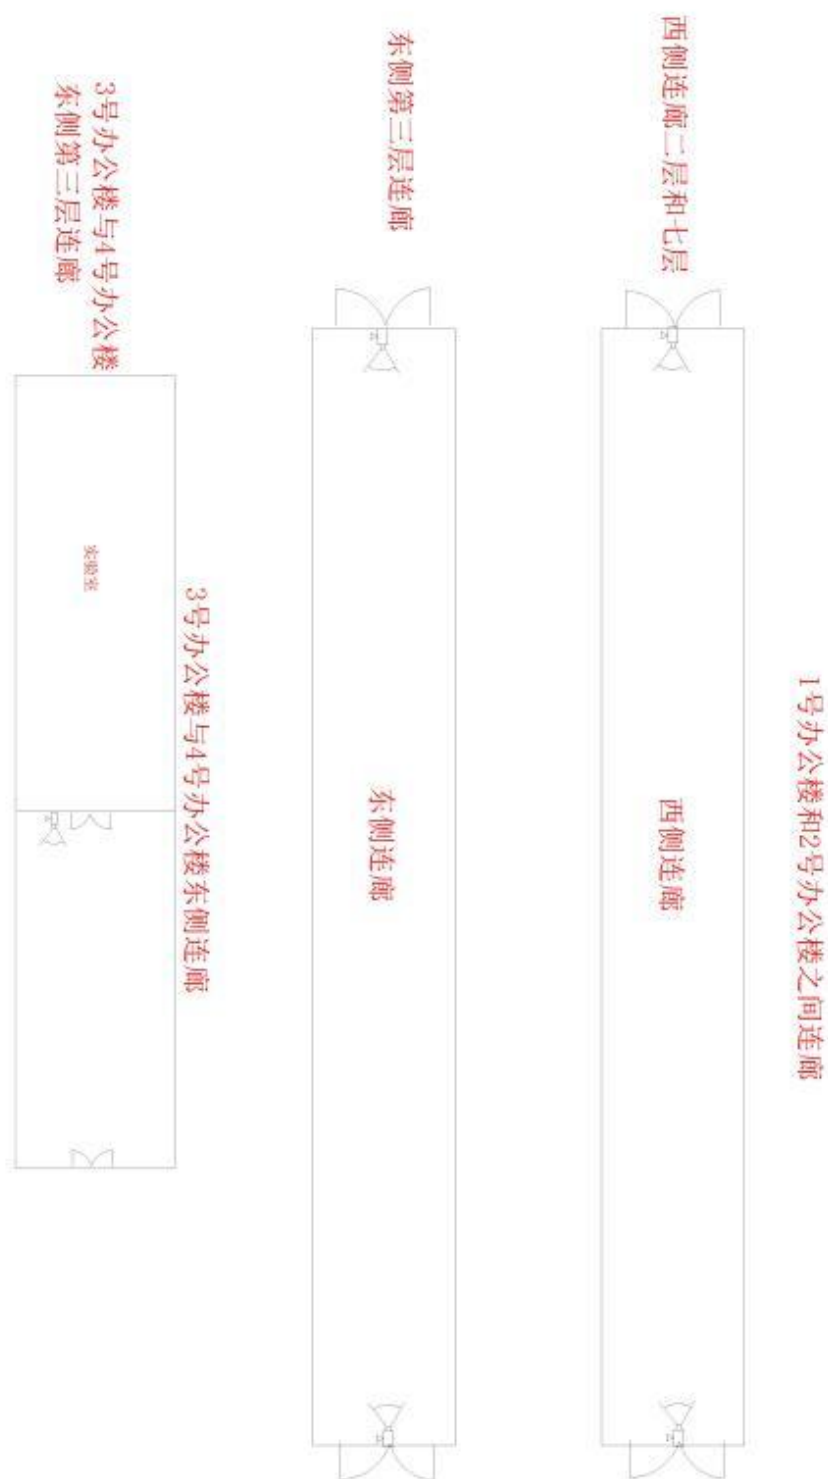 1号办公楼和2号办公楼之间连廊
西侧连廊二层和七层
西侧连廊
东侧第三层连廊
东侧连廊
3号办公楼与4号办公楼东侧连廊
3号办公楼与4号办公楼
东侧第三层连廊
实验室